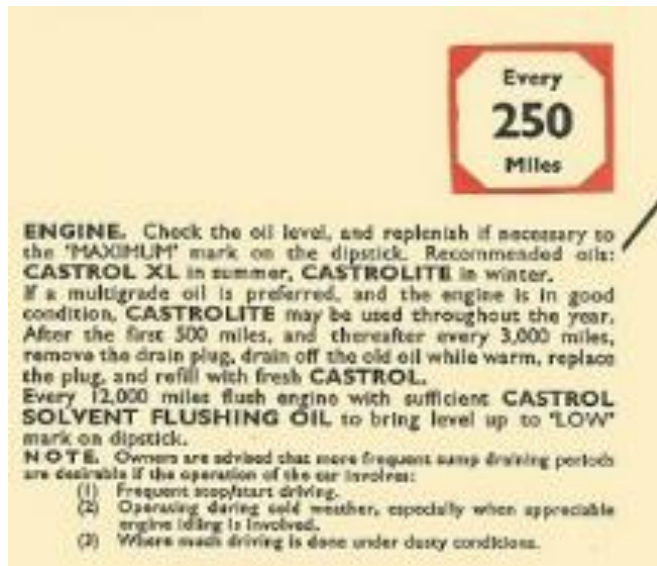 Every
250
Miles
ENGINE. Check the oil level, and replenish if necessary to
the 'MAXIMUM' mark on the dipstick. Recommended oils:
CASTROL XL in summer, CASTROLITE in winter.
If a multigrade oil is preferred, and the engine is in good
condition, CASTROLITE may be used throughout the year.
After the first 500 miles, and thereafter every 3,000 miles,
remove the drain plug, drain off the old oil while warm, replace
the plug, and refill with fresh CASTROL.
Every 12,000 miles flush engine with sufficient CASTROL
SOLVENT FLUSHING OIL to bring level up to 'LOW'
mark on dipstick.
NOTE. Owners are advised that more frequent sump draining periods
are desirable if the operation of the car involves:
(1) Frequent stop/start driving.
(2) Operating during cold weather, especially when appreciable
engine idling is involved.
(3) Where much driving is done under dusty conditions.